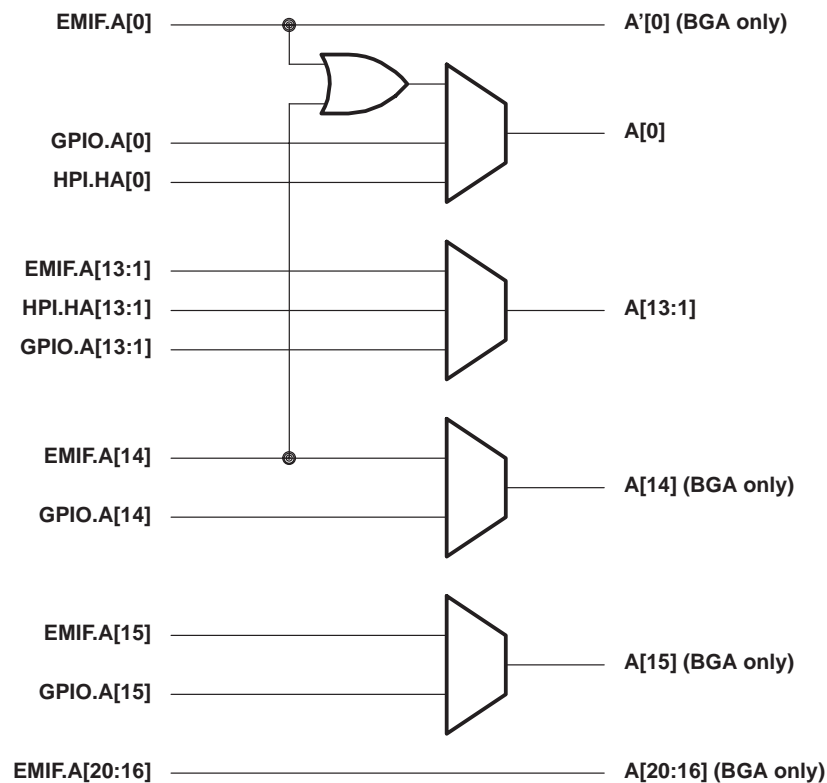 EMIF.A[0]
A’[0] (BGA only)
GPIO.A[0]
A[0]
HPI.HA[0]
EMIF.A[13:1]
HPI.HA[13:1]
A[13:1]
GPIO.A[13:1]
EMIF.A[14]
A[14] (BGA only)
GPIO.A[14]
EMIF.A[15]
A[15] (BGA only)
GPIO.A[15]
EMIF.A[20:16]
A[20:16] (BGA only)